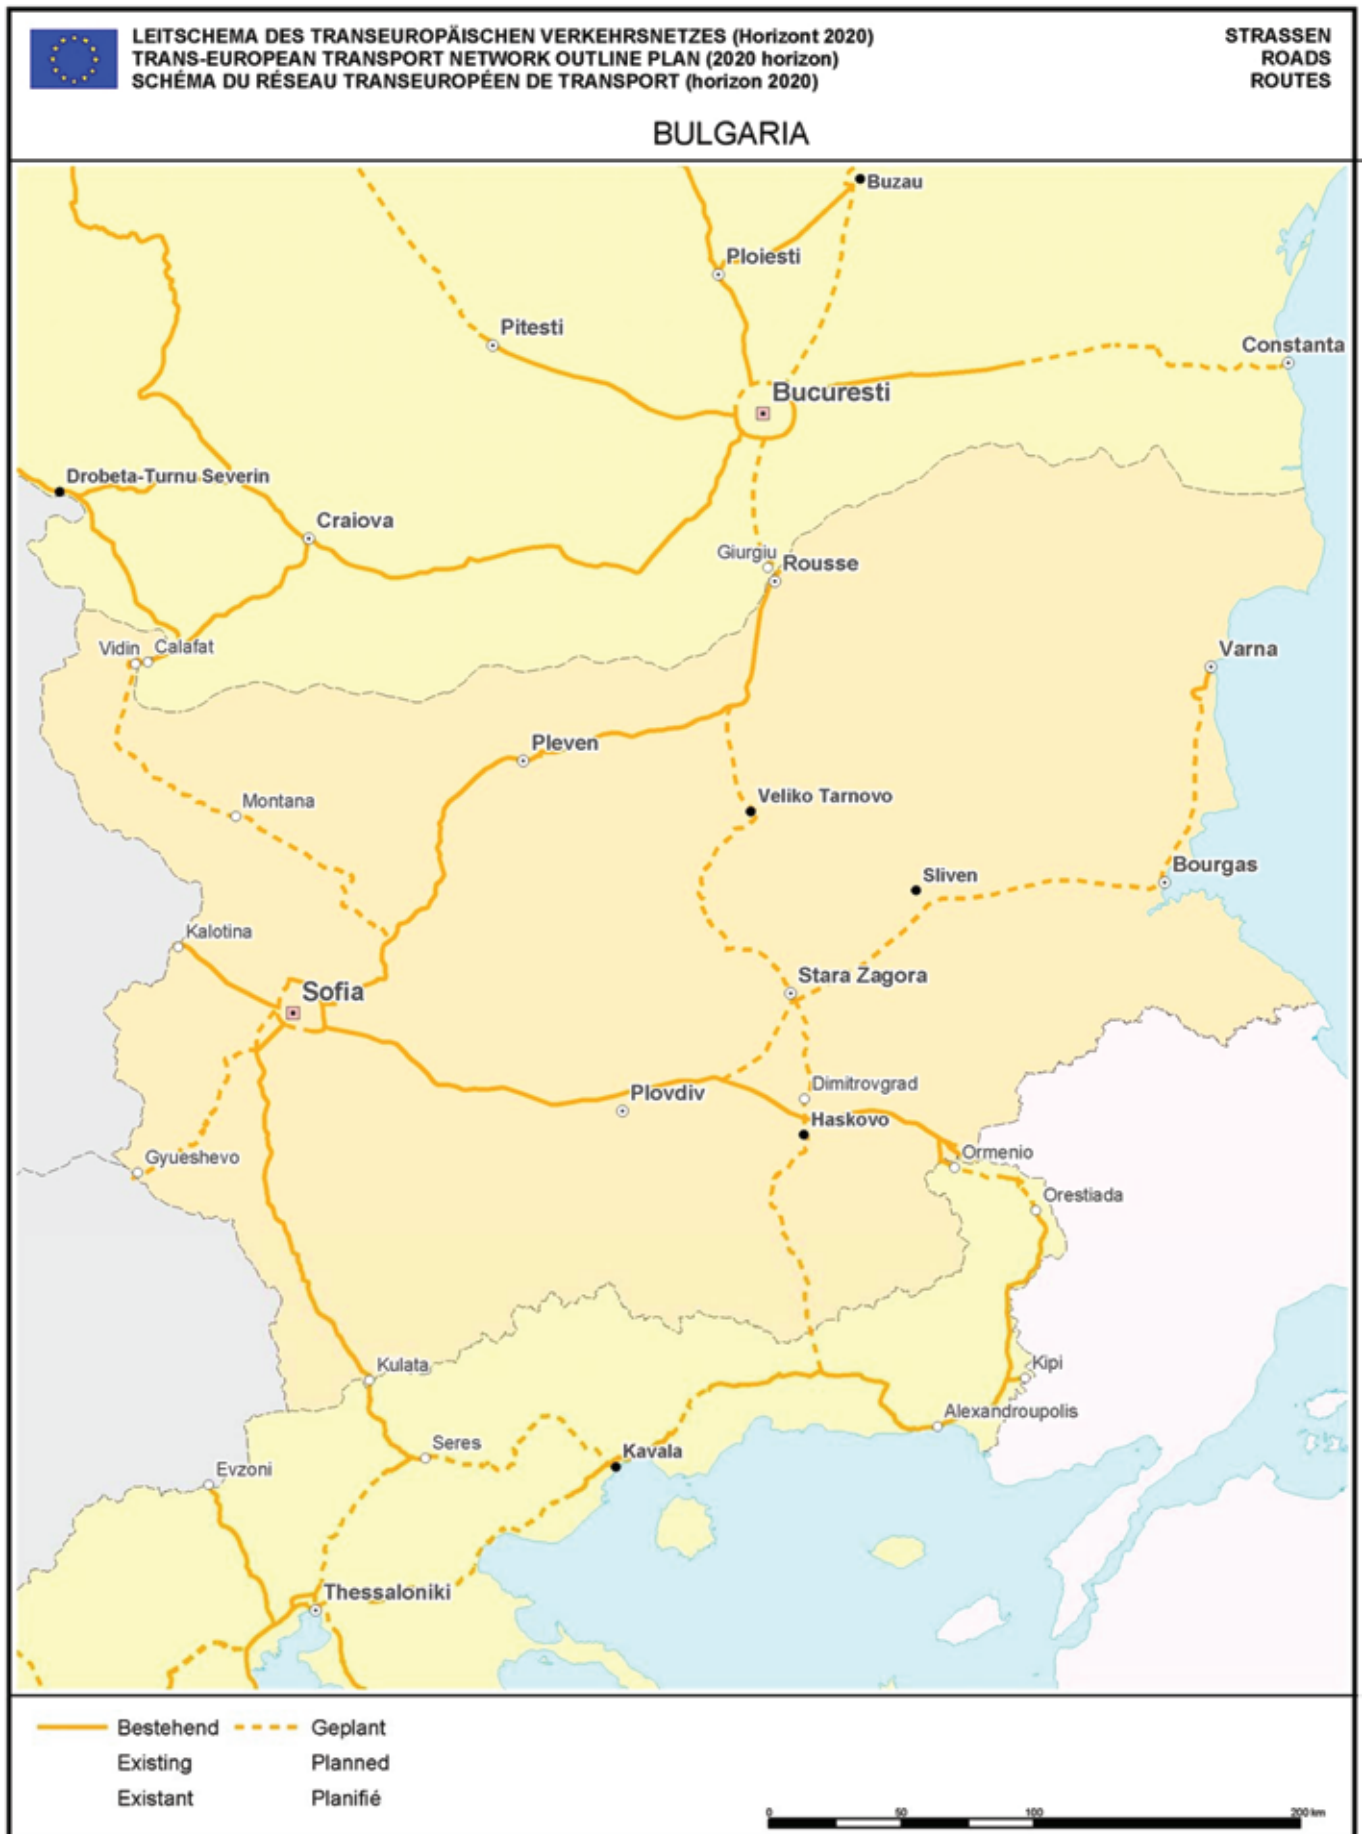 LEITSCHEMA DES TRANSEUROPÄISCHEN VERKEHRSNETZES (Horizont 2020)
TRANS-EUROPEAN TRANSPORT NETWORK OUTLINE PLAN (2020 horizon)
SCHÉMA DU RÉSEAU TRANSEUROPÉEN DE TRANSPORT (horizon 2020)
STRASSEN
ROADS
ROUTES
BULGARIA
Buzau
Ploiesti
Pitesti
Constanta
Bucuresti
Drobeta-Turnu Severin
Craiova
Giurgiu
Rousse
Vidin
Calafat
Varna
Pleven
Veliko Tarnovo
Montana
Bourgas
Sliven
Kalotina
Stara Zagora
Sofia
Dimitrovgrad
Plovdiv
Haskovo
Ormenio
Gyueshevo
Orestiada
Kulata
Kipi
Alexandroupolis
Seres
Kavala
Evzoni
Thessaloniki
Bestehend
Geplant
Existing
Planned
Existant
Planifié
0 50 100 200 km